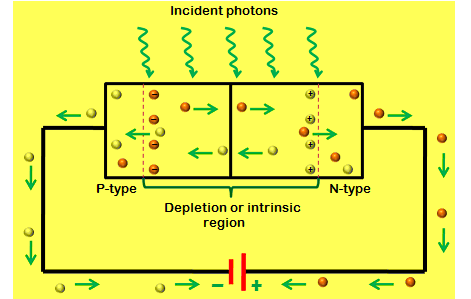 Incident photons
P-type
N-type
Depletion or intrinsic
region
− +